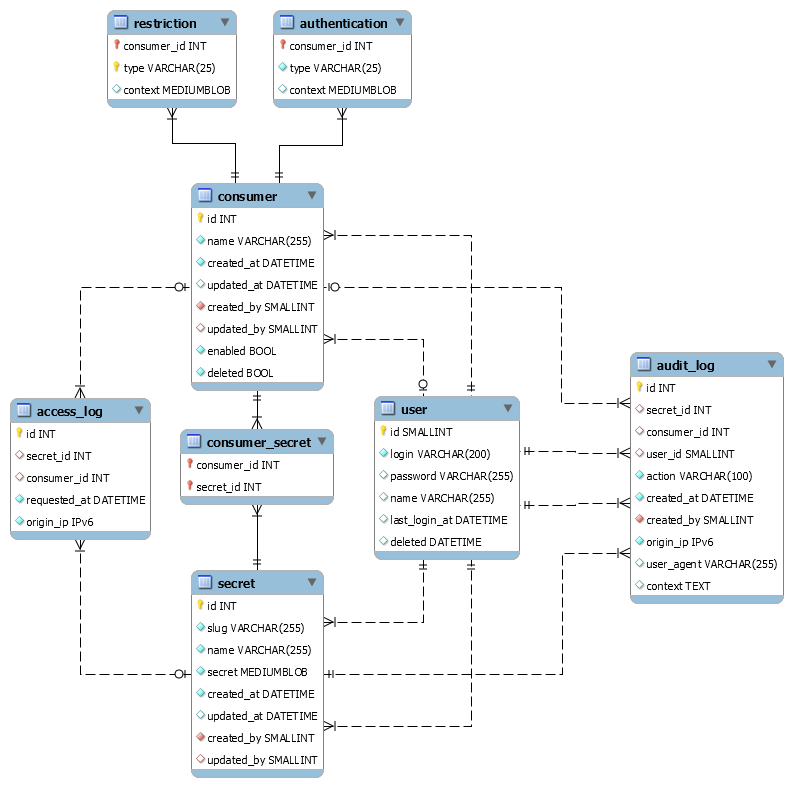 restriction
consumer_id INT
type VARCHAR(25)
context MEDIUMBLOB
authentication
consumer_id INT
type VARCHAR(25)
context MEDIUMBLOB
consumer
id INT
name VARCHAR(255)
created_at DATETIME
updated_at DATETIME
created_by SMALLINT
updated_by SMALLINT
enabled BOOL
deleted BOOL
access_log
id INT
secret_id INT
consumer_id INT
requested_at DATETIME
origin_ip IPv6
consumer_secret
consumer_id INT
secret_id INT
user
id SMALLINT
login VARCHAR(200)
password VARCHAR(255)
name VARCHAR(255)
last_login_at DATETIME
deleted DATETIME
audit_log
id INT
secret_id INT
consumer_id INT
user_id SMALLINT
action VARCHAR(100)
created_at DATETIME
created_by SMALLINT
origin_ip IPv6
user_agent VARCHAR(255)
context TEXT
secret
id INT
slug VARCHAR(255)
name VARCHAR(255)
secret MEDIUMBLOB
created_at DATETIME
updated_at DATETIME
created_by SMALLINT
updated_by SMALLINT